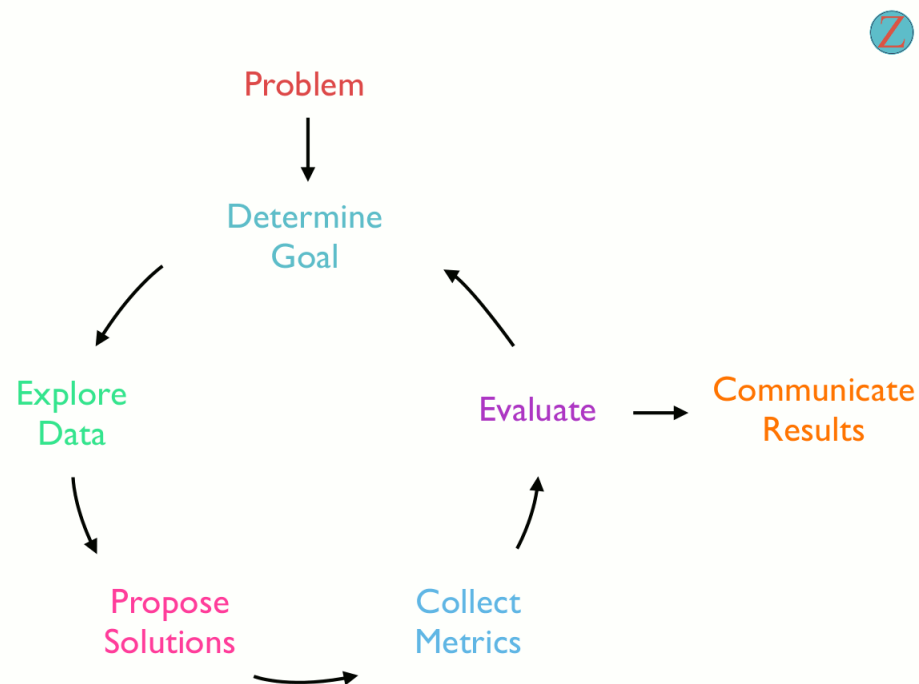 Z
Problem
Determine
Goal
Explore
Data
Propose
Solutions
Collect
Metrics
Evaluate
Communicate
Results